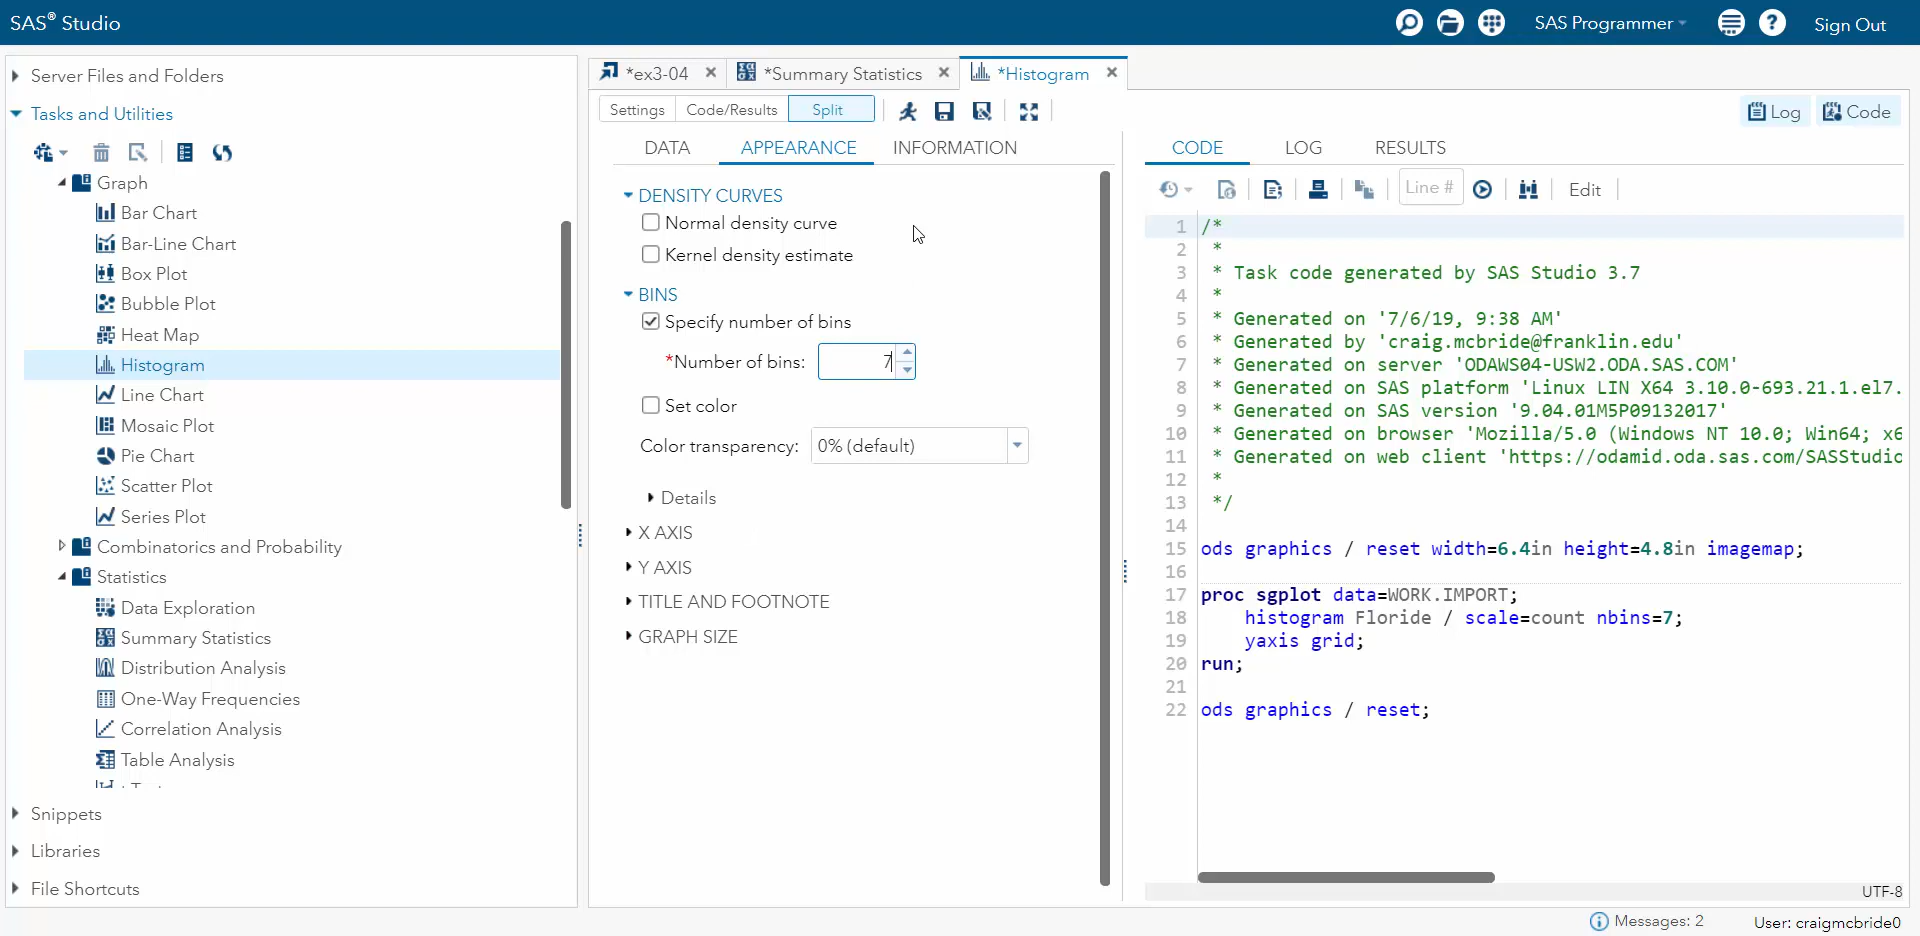 SAS® Studio
SAS Programmer
Sign Out
Server Files and Folders
Tasks and Utilities
Graph
Bar Chart
Bar-Line Chart
Box Plot
Bubble Plot
Heat Map
Histogram
Line Chart
Mosaic Plot
Pie Chart
Scatter Plot
Series Plot
Combinatorics and Probability
Statistics
Data Exploration
Summary Statistics
Distribution Analysis
One-Way Frequencies
Correlation Analysis
Table Analysis
Snippets
Libraries
File Shortcuts
*ex3-04
*Summary Statistics
*Histogram
Settings
Code/Results
Split
Log
Code
DATA
APPEARANCE
INFORMATION
DENSITY CURVES
Normal density curve
Kernel density estimate
BINS
Specify number of bins
*Number of bins: 7
Set color
Color transparency: 0% (default)
Details
X AXIS
Y AXIS
TITLE AND FOOTNOTE
GRAPH SIZE
CODE
LOG
RESULTS
Line #
Edit
1 /*
2 *
3 * Task code generated by SAS Studio 3.7
4 *
5 * Generated on '7/6/19, 9:38 AM'
6 * Generated by 'craig.mcbride@franklin.edu'
7 * Generated on server 'ODAWS04-USW2.ODA.SAS.COM'
8 * Generated on SAS platform 'Linux LIN X64 3.10.0-693.21.1.el7.
9 * Generated on SAS version '9.04.01M5P09132017'
10 * Generated on browser 'Mozilla/5.0 (Windows NT 10.0; Win64; x6
11 * Generated on web client 'https://odamid.oda.sas.com/SASStudio
12 *
13 */
14
15 ods graphics / reset width=6.4in height=4.8in imagemap;
16
17 proc sgplot data=WORK.IMPORT;
18 histogram Floride / scale=count nbins=7;
19 yaxis grid;
20 run;
21
22 ods graphics / reset;
UTF-8
Messages: 2
User: craigmcbride0